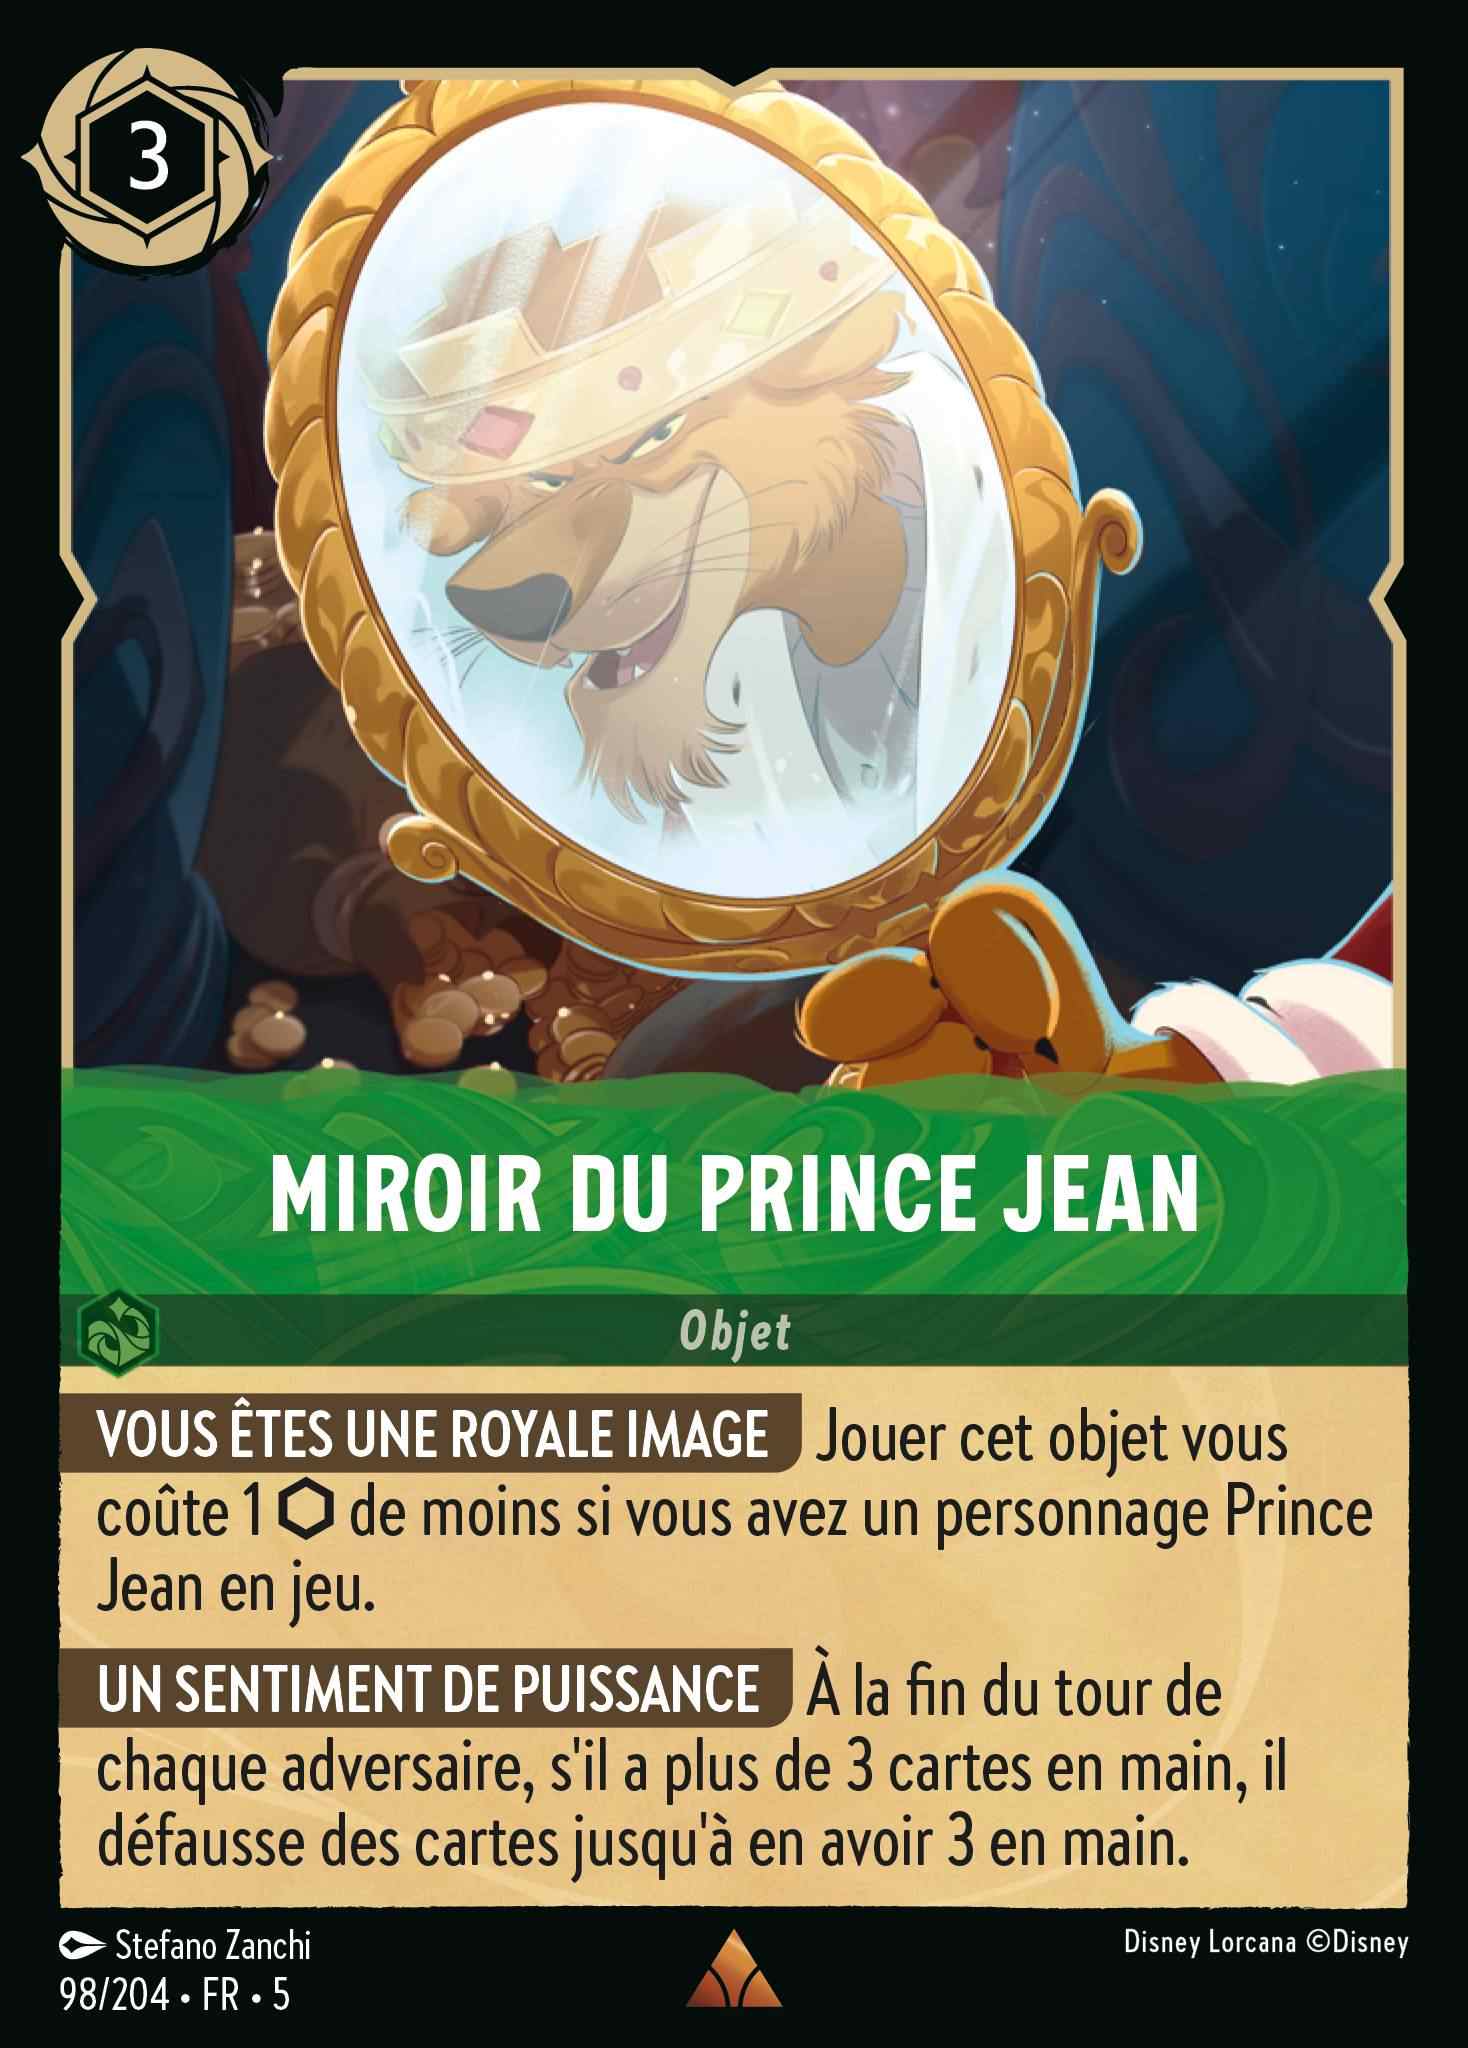 3
MIROIR DU PRINCE JEAN
Objet
VOUS ÊTES UNE ROYALE IMAGE Jouer cet objet vous
coûte 1 ⬡ de moins si vous avez un personnage Prince
Jean en jeu.
UN SENTIMENT DE PUISSANCE À la fin du tour de
chaque adversaire, s'il a plus de 3 cartes en main, il
défausse des cartes jusqu'à en avoir 3 en main.
Stefano Zanchi
Disney Lorcana ©Disney
98/204 • FR • 5